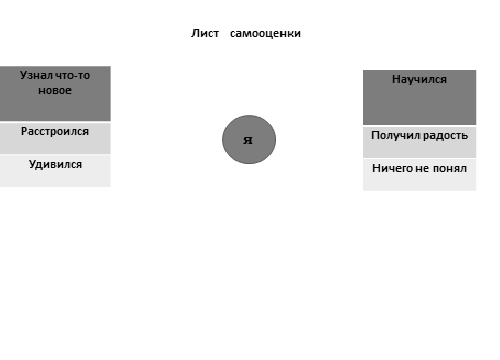 Лист самооценки
Узнал что-то
новое
Расстроился
Удивился
я
Научился
Получил радость
Ничего не понял